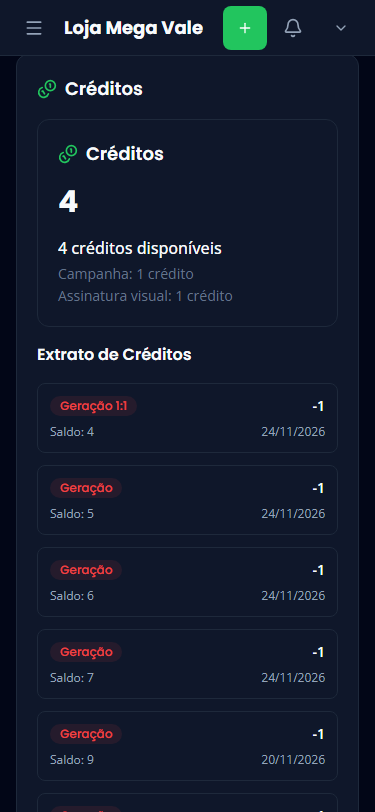 Loja Mega Vale
Créditos
Créditos
4
4 créditos disponíveis
Campanha: 1 crédito
Assinatura visual: 1 crédito
Extrato de Créditos
Geração 1:1 -1
Saldo: 4 24/11/2026
Geração -1
Saldo: 5 24/11/2026
Geração -1
Saldo: 6 24/11/2026
Geração -1
Saldo: 7 24/11/2026
Geração -1
Saldo: 9 20/11/2026